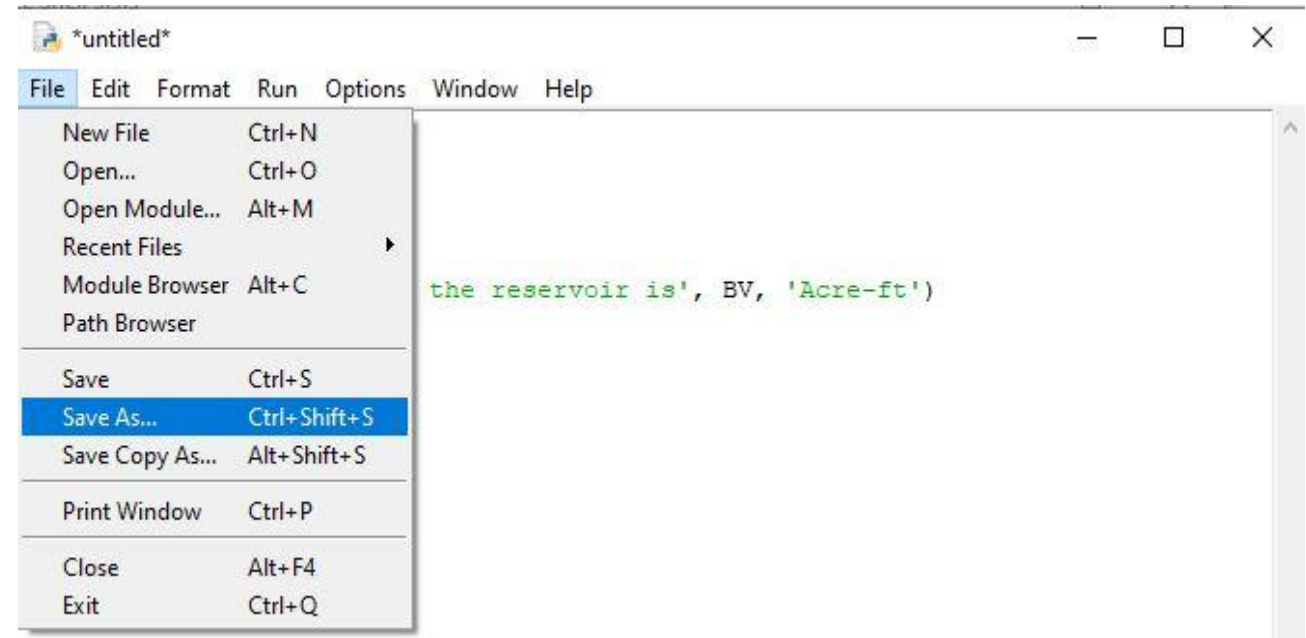 *untitled*
File Edit Format Run Options Window Help
New File Ctrl+N
Open... Ctrl+O
Open Module... Alt+M
Recent Files
Module Browser Alt+C
the reservoir is', BV, 'Acre-ft')
Path Browser
Save Ctrl+S
Save As... Ctrl+Shift+S
Save Copy As... Alt+Shift+S
Print Window Ctrl+P
Close Alt+F4
Exit Ctrl+Q